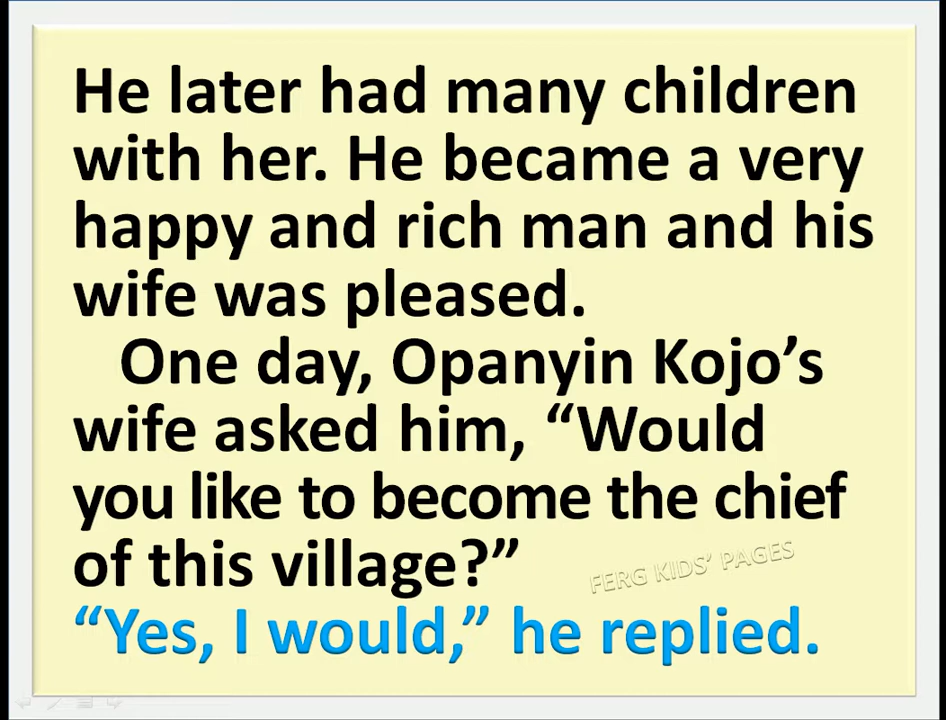 He later had many children
with her. He became a very
happy and rich man and his
wife was pleased.
One day, Opanyin Kojo’s
wife asked him, “Would
you like to become the chief
of this village?”
FERG KIDS’ PAGES
“Yes, I would,” he replied.